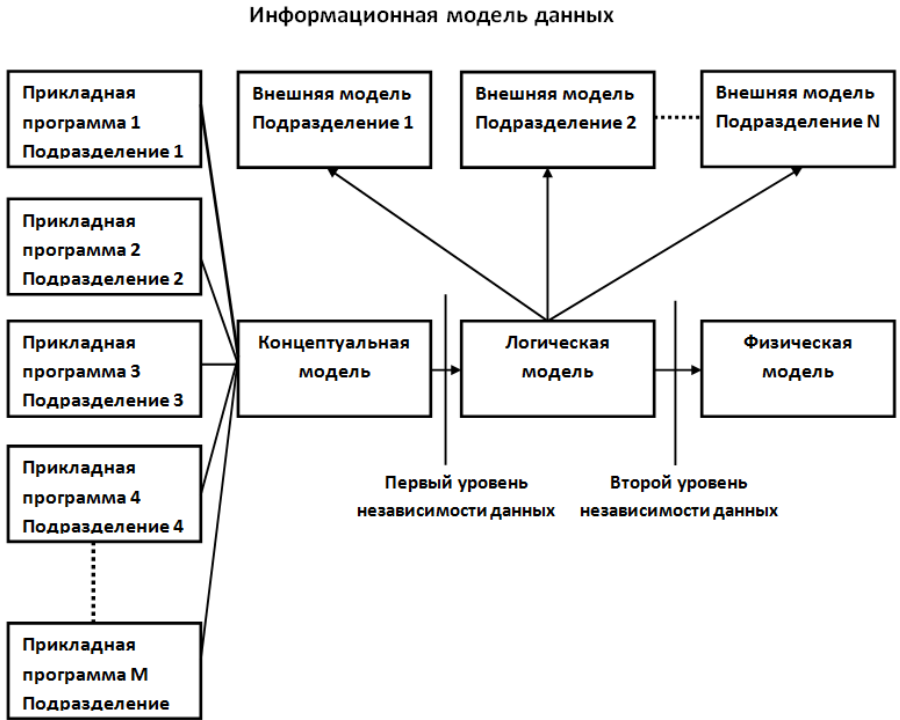 Информационная модель данных
Прикладная
программа 1
Подразделение 1
Внешняя модель
Подразделение 1
Внешняя модель
Подразделение 2
Внешняя модель
Подразделение N
Прикладная
программа 2
Подразделение 2
Прикладная
программа 3
Подразделение 3
Концептуальная
модель
Логическая
модель
Физическая
модель
Прикладная
программа 4
Подразделение 4
Первый уровень
независимости данных
Второй уровень
независимости данных
Прикладная
программа М
Подразделение